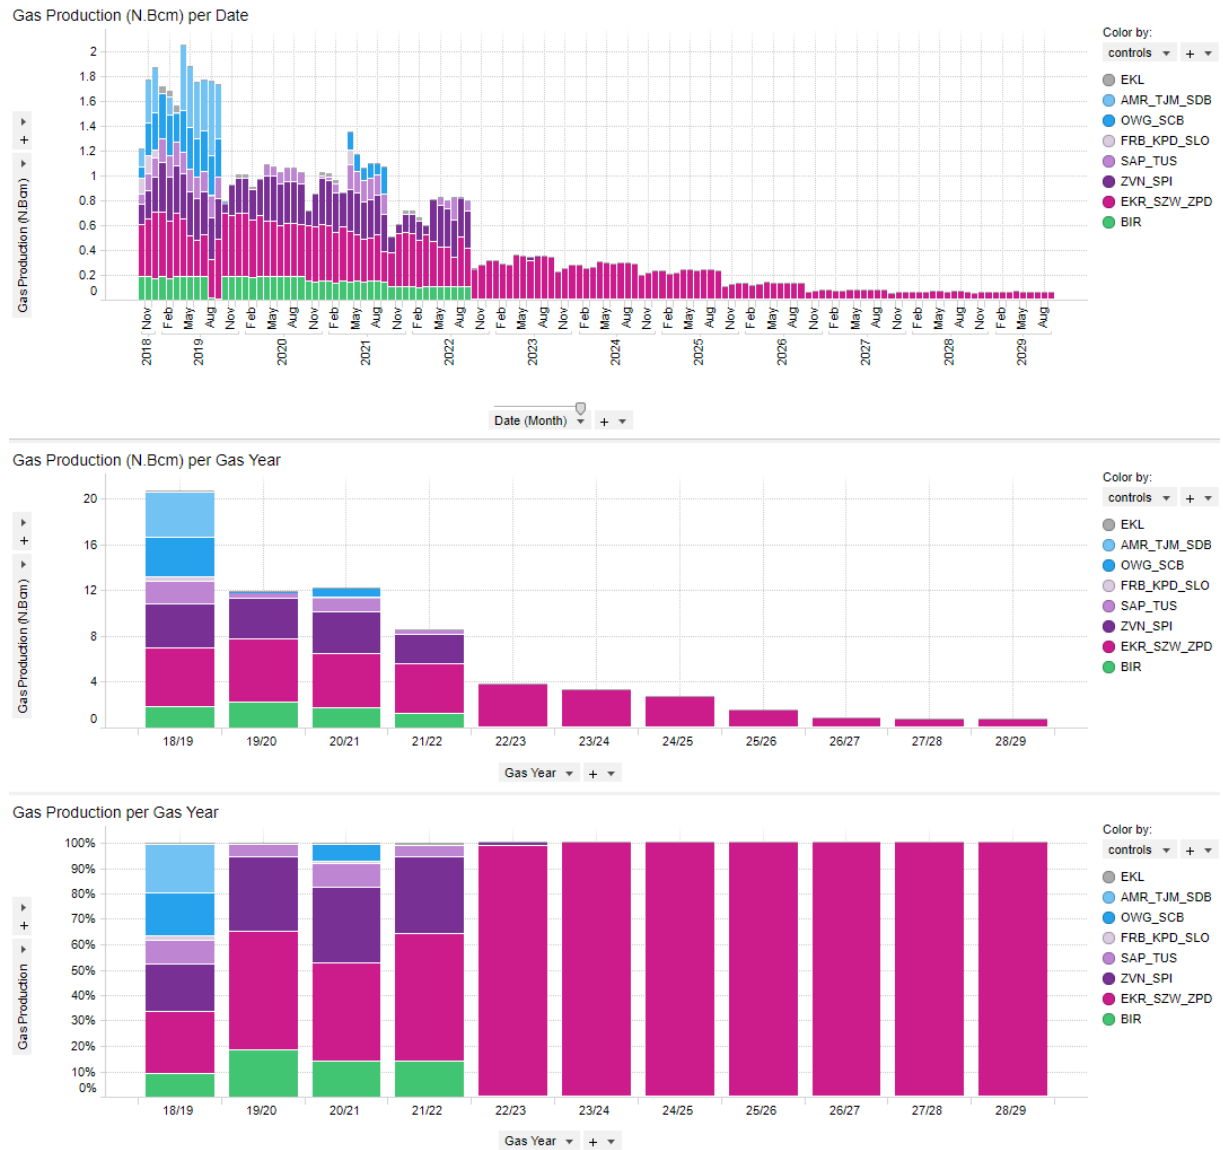 Gas Production (N.Bcm) per Date
Color by:
controls +
EKL
AMR_TJM_SDB
OWG_SCB
FRB_KPD_SLO
SAP_TUS
ZVN_SPI
EKR_SZW_ZPD
BIR
Gas Production (N.Bcm) +
2
1.8
1.6
1.4
1.2
1
0.8
0.6
0.4
0.2
0
Nov Feb May Aug Nov Feb May Aug Nov Feb May Aug Nov Feb May Aug Nov Feb May Aug Nov Feb May Aug Nov Feb May Aug Nov Feb May Aug Nov Feb May Aug Nov Feb May Aug Nov Feb May Aug
2018 2019 2020 2021 2022 2023 2024 2025 2026 2027 2028 2029
Date (Month) +
Gas Production (N.Bcm) per Gas Year
Color by:
controls +
EKL
AMR_TJM_SDB
OWG_SCB
FRB_KPD_SLO
SAP_TUS
ZVN_SPI
EKR_SZW_ZPD
BIR
Gas Production (N.Bcm) +
20
16
12
8
4
0
18/19 19/20 20/21 21/22 22/23 23/24 24/25 25/26 26/27 27/28 28/29
Gas Year +
Gas Production per Gas Year
Color by:
controls +
EKL
AMR_TJM_SDB
OWG_SCB
FRB_KPD_SLO
SAP_TUS
ZVN_SPI
EKR_SZW_ZPD
BIR
Gas Production +
100%
90%
80%
70%
60%
50%
40%
30%
20%
10%
0%
18/19 19/20 20/21 21/22 22/23 23/24 24/25 25/26 26/27 27/28 28/29
Gas Year +